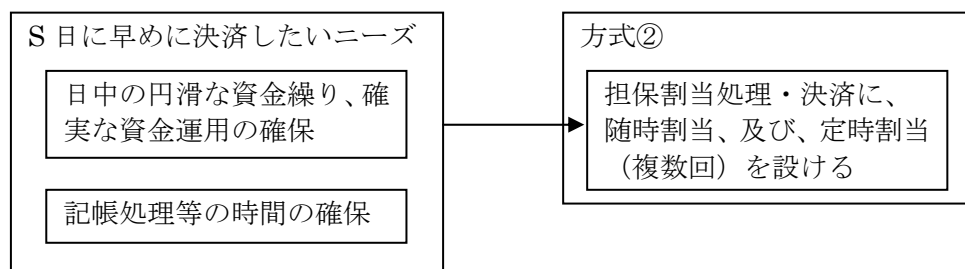 S 日に早めに決済したいニーズ
日中の円滑な資金繰り、確
実な資金運用の確保
記帳処理等の時間の確保
方式②
担保割当処理・決済に、
随時割当、及び、定時割当
（複数回）を設ける